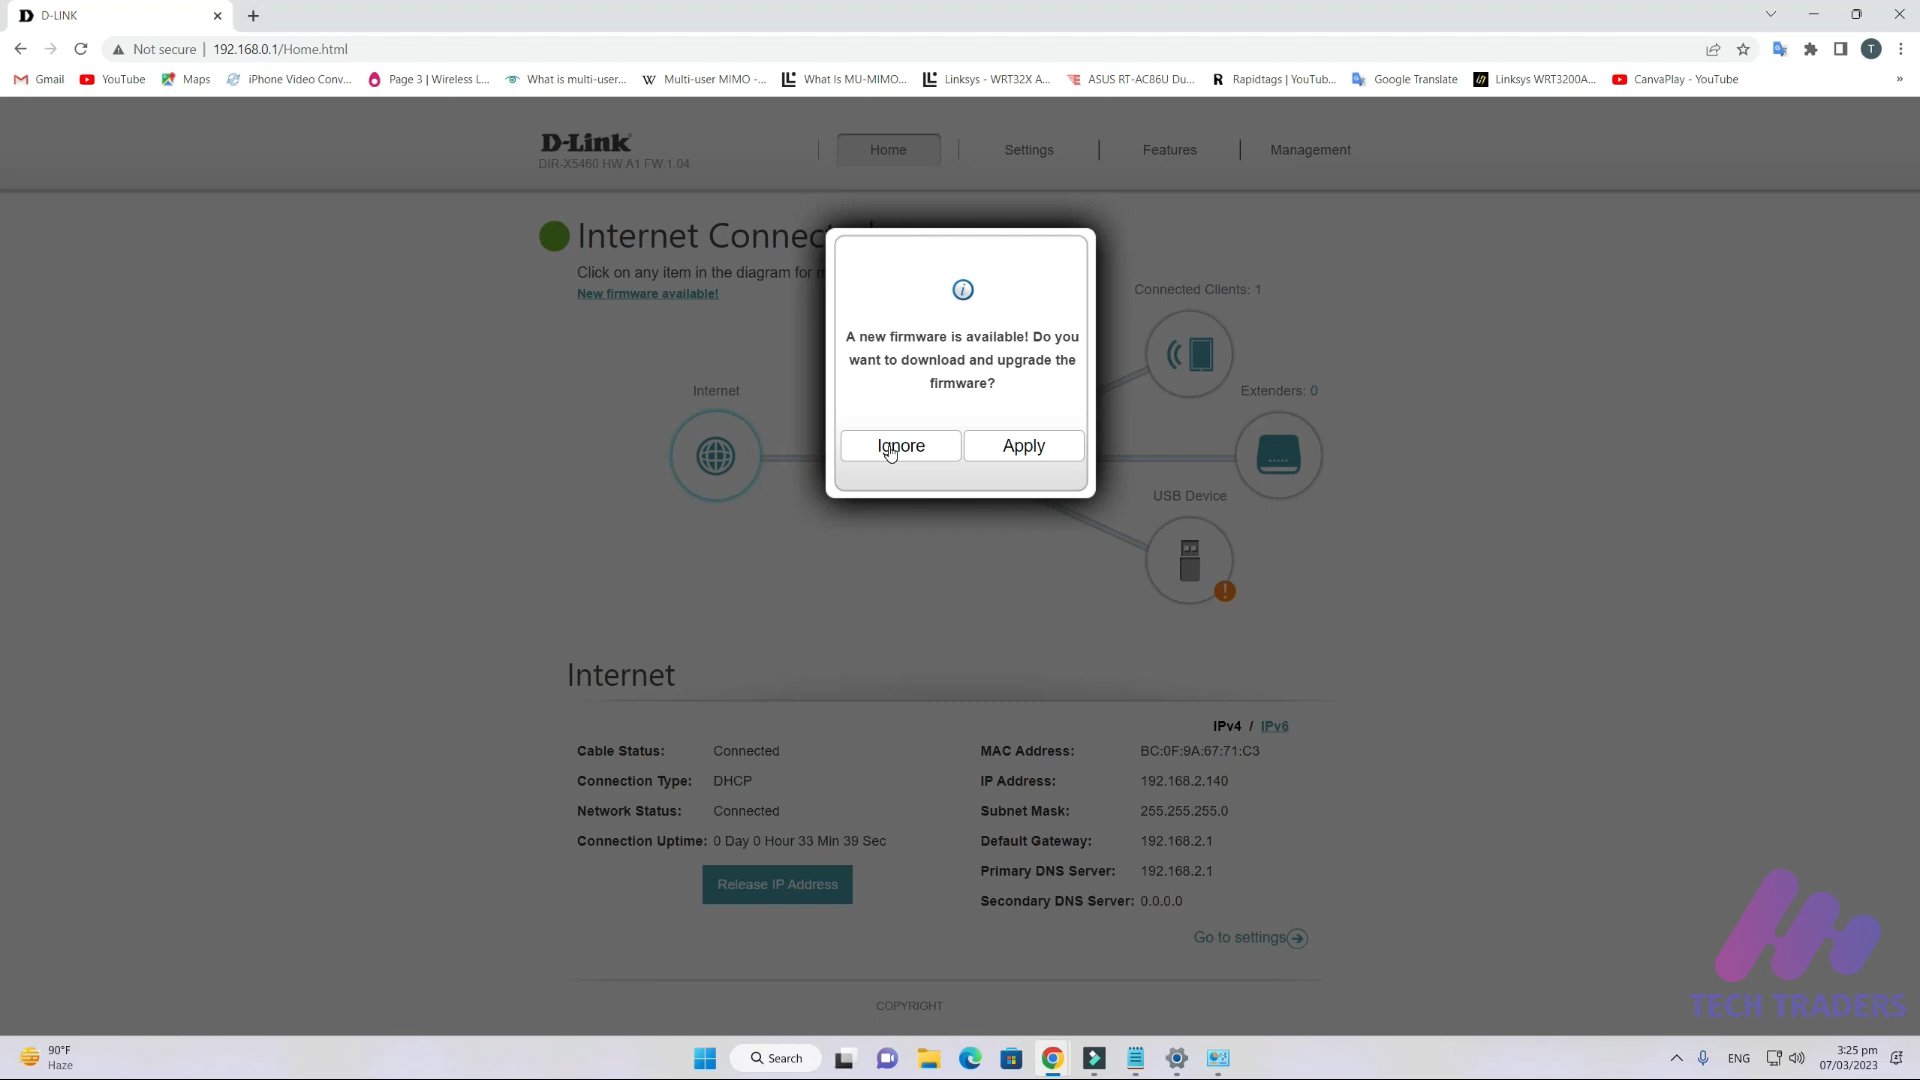 D-LINK
Not secure
192.168.0.1/Home.html
T
Gmail
YouTube
Maps
iPhone Video Conv...
Page 3 | Wireless L...
What is multi-user...
Multi-user MIMO -...
What Is MU-MIMO...
Linksys - WRT32X A...
ASUS RT-AC86U Du...
Rapidtags | YouTub...
Google Translate
Linksys WRT3200A...
CanvaPlay - YouTube
»
D-Link
DIR-X5460 HW:A1 FW:1.04
Home
Settings
Features
Management
Internet Connec
Click on any item in the diagram for
New firmware available!
A new firmware is available! Do you
want to download and upgrade the
firmware?
Ignore
Apply
Connected Clients: 1
Internet
Extenders: 0
USB Device
Internet
IPv4 / IPv6
Cable Status: Connected
Connection Type: DHCP
Network Status: Connected
Connection Uptime: 0 Day 0 Hour 33 Min 39 Sec
Release IP Address
MAC Address: BC:0F:9A:67:71:C3
IP Address: 192.168.2.140
Subnet Mask: 255.255.255.0
Default Gateway: 192.168.2.1
Primary DNS Server: 192.168.2.1
Secondary DNS Server: 0.0.0.0
Go to settings
COPYRIGHT
TECH TRADERS
90°F
Haze
Search
ENG
3:25 pm
07/03/2023